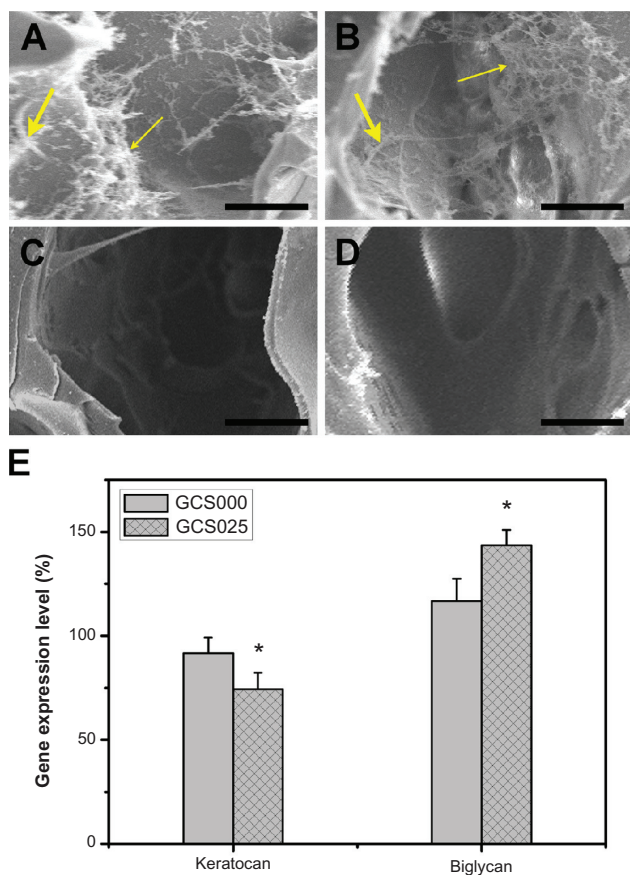 A
B
C
D
E
GCS000
GCS025
Gene expression level (%)
150
100
50
0
*
*
Keratocan
Biglycan